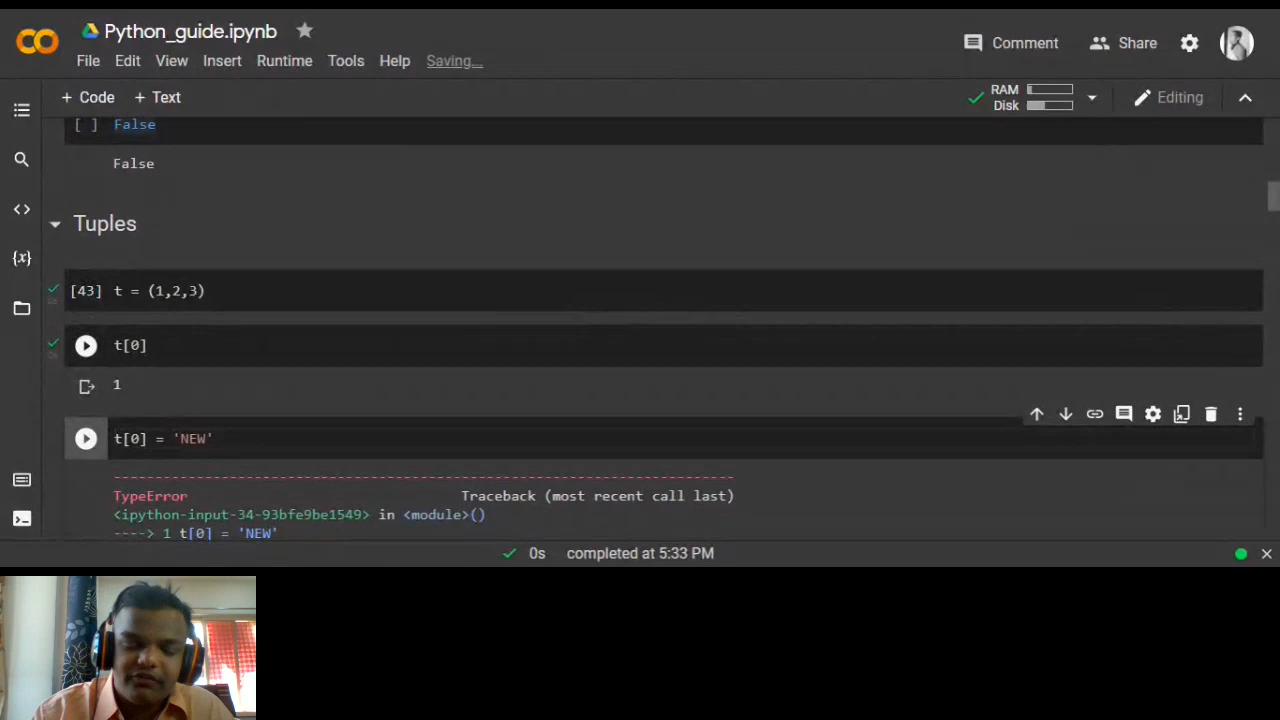 Python_guide.ipynb
File Edit View Insert Runtime Tools Help Saving...
Comment Share
+ Code + Text
RAM
Disk
Editing
[ ] False
False
Tuples
[43] t = (1,2,3)
t[0]
1
t[0] = 'NEW'
---------------------------------------------------------------------------
TypeError Traceback (most recent call last)
<ipython-input-34-93bfe9be1549> in <module>()
----> 1 t[0] = 'NEW'
0s completed at 5:33 PM